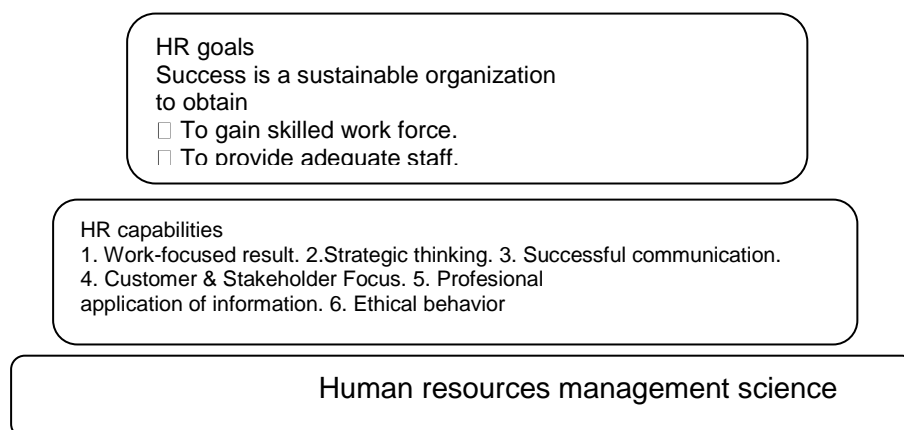 HR goals
Success is a sustainable organization
to obtain
□ To gain skilled work force.
□ To provide adequate staff.
HR capabilities
1. Work-focused result. 2.Strategic thinking. 3. Successful communication.
4. Customer & Stakeholder Focus. 5. Profesional
application of information. 6. Ethical behavior
Human resources management science